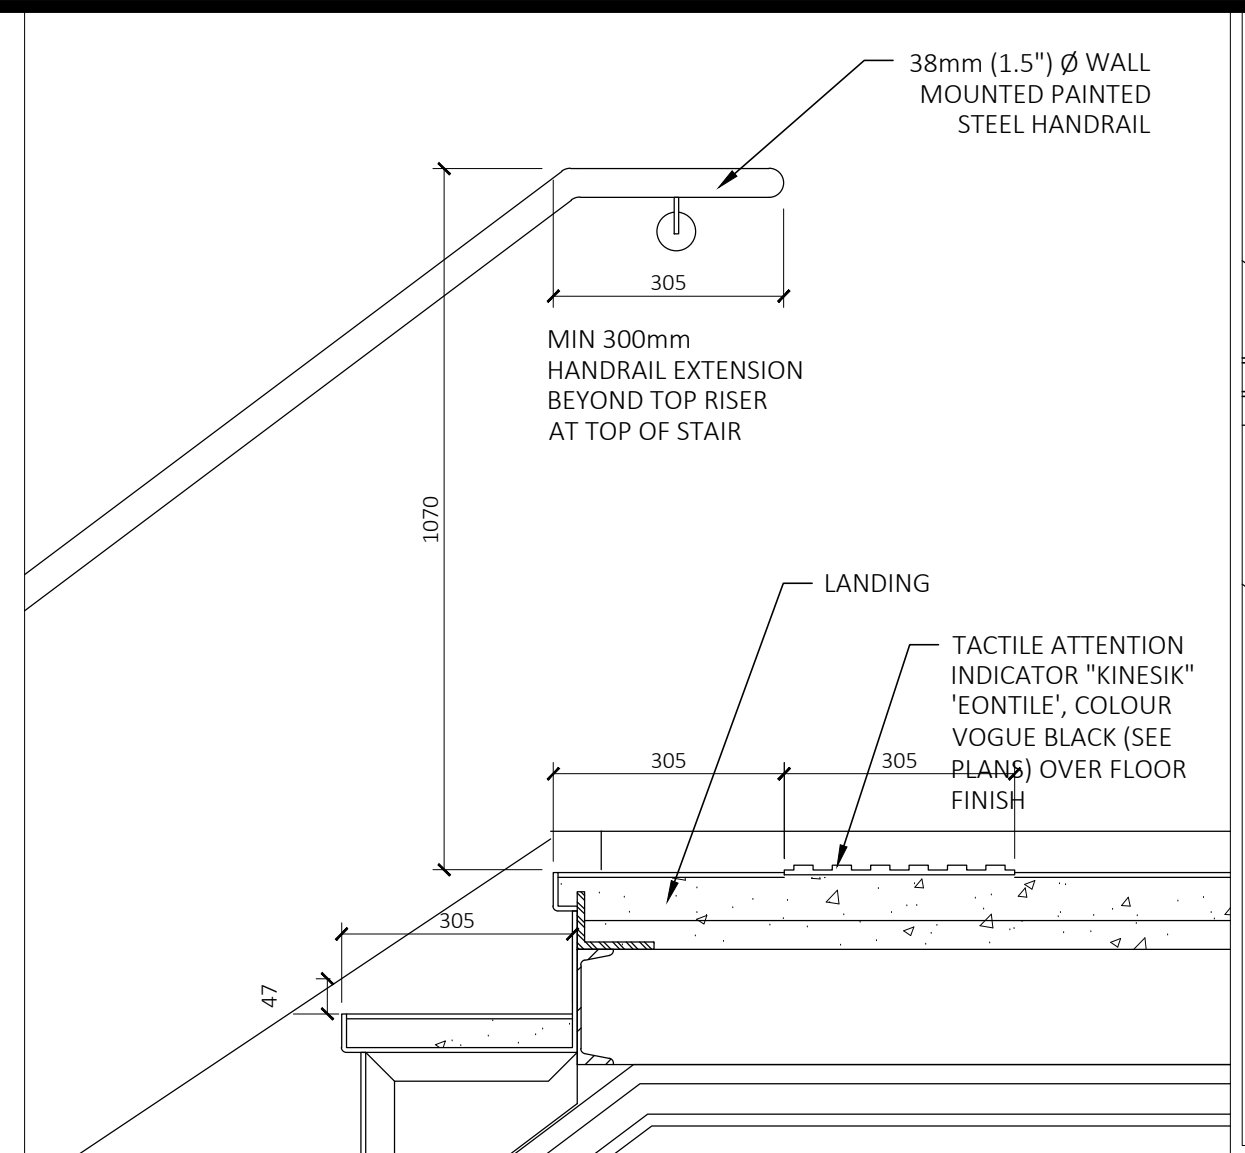 38mm (1.5") Ø WALL
MOUNTED PAINTED
STEEL HANDRAIL
305
MIN 300mm
HANDRAIL EXTENSION
BEYOND TOP RISER
AT TOP OF STAIR
1070
LANDING
TACTILE ATTENTION
INDICATOR "KINESIK"
'EONTILE', COLOUR
VOGUE BLACK (SEE
PLANS) OVER FLOOR
FINISH
305
305
305
47